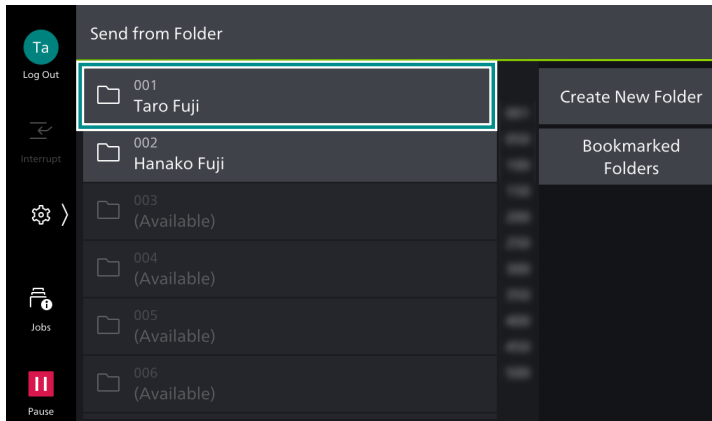 Ta
Log Out
Interrupt
Jobs
Pause
Send from Folder
001
Taro Fuji
002
Hanako Fuji
003
(Available)
004
(Available)
005
(Available)
006
(Available)
Create New Folder
Bookmarked
Folders